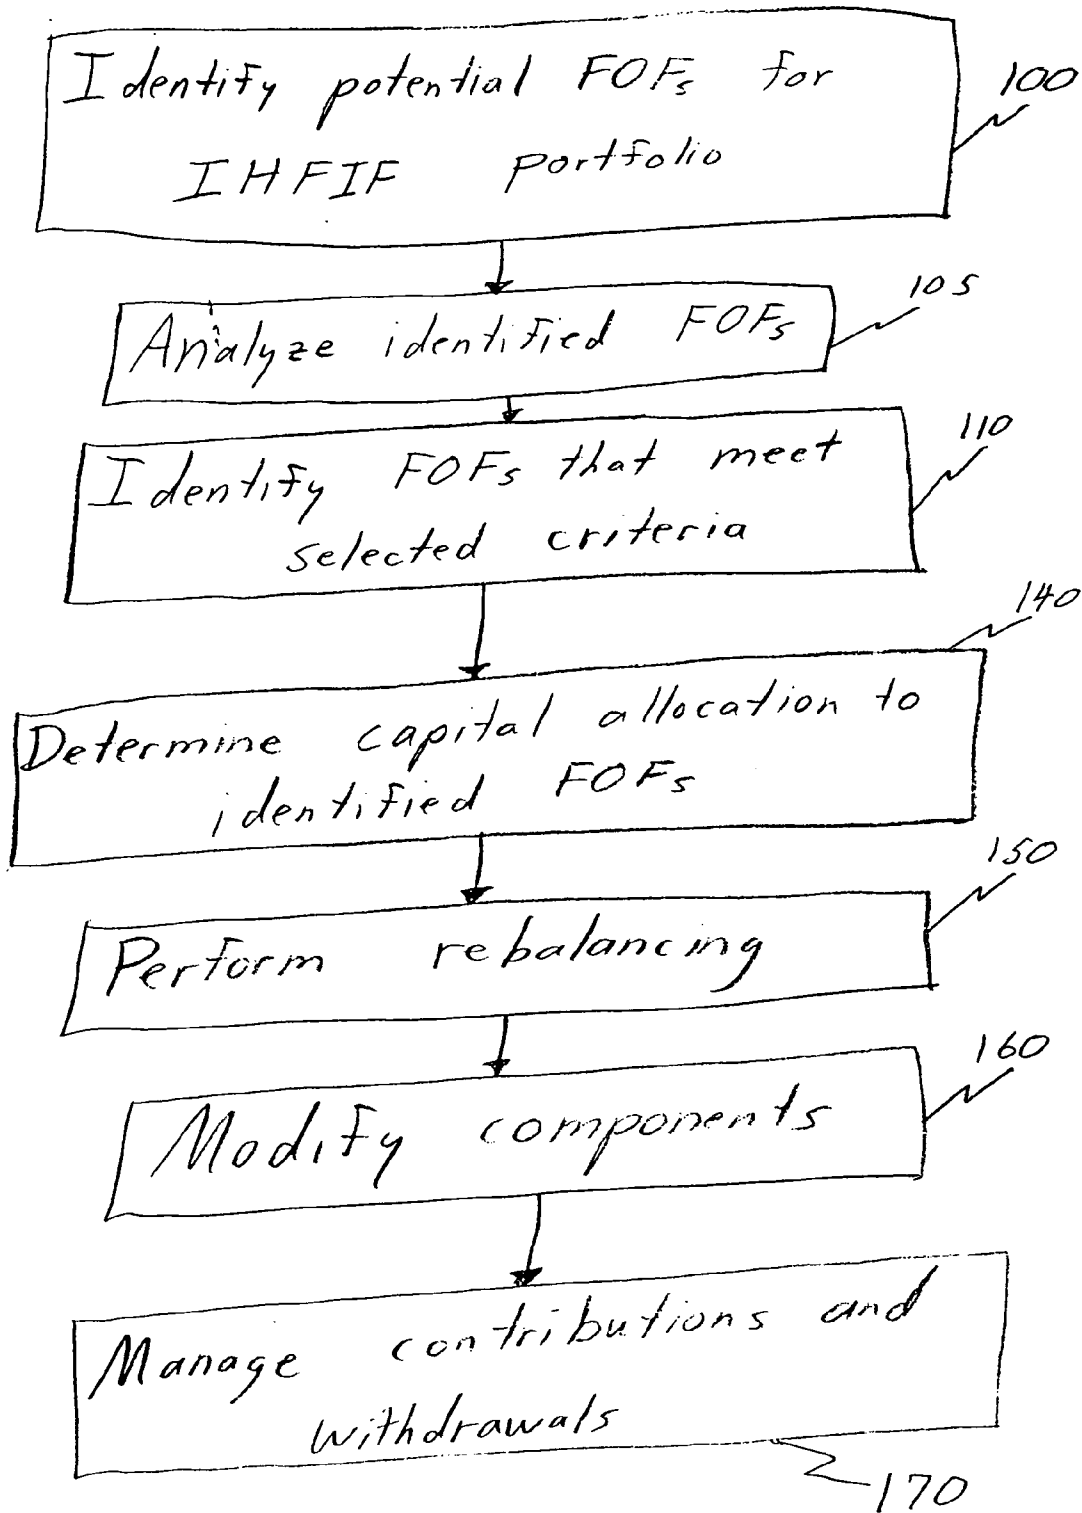 Identify potential FOFs for
IHFIF portfolio
100
Analyze identified FOFs
105
Identify FOFs that meet
selected criteria
110
140
Determine capital allocation to
identified FOFs
150
Perform rebalancing
160
Modify components
Manage contributions and
withdrawals
170